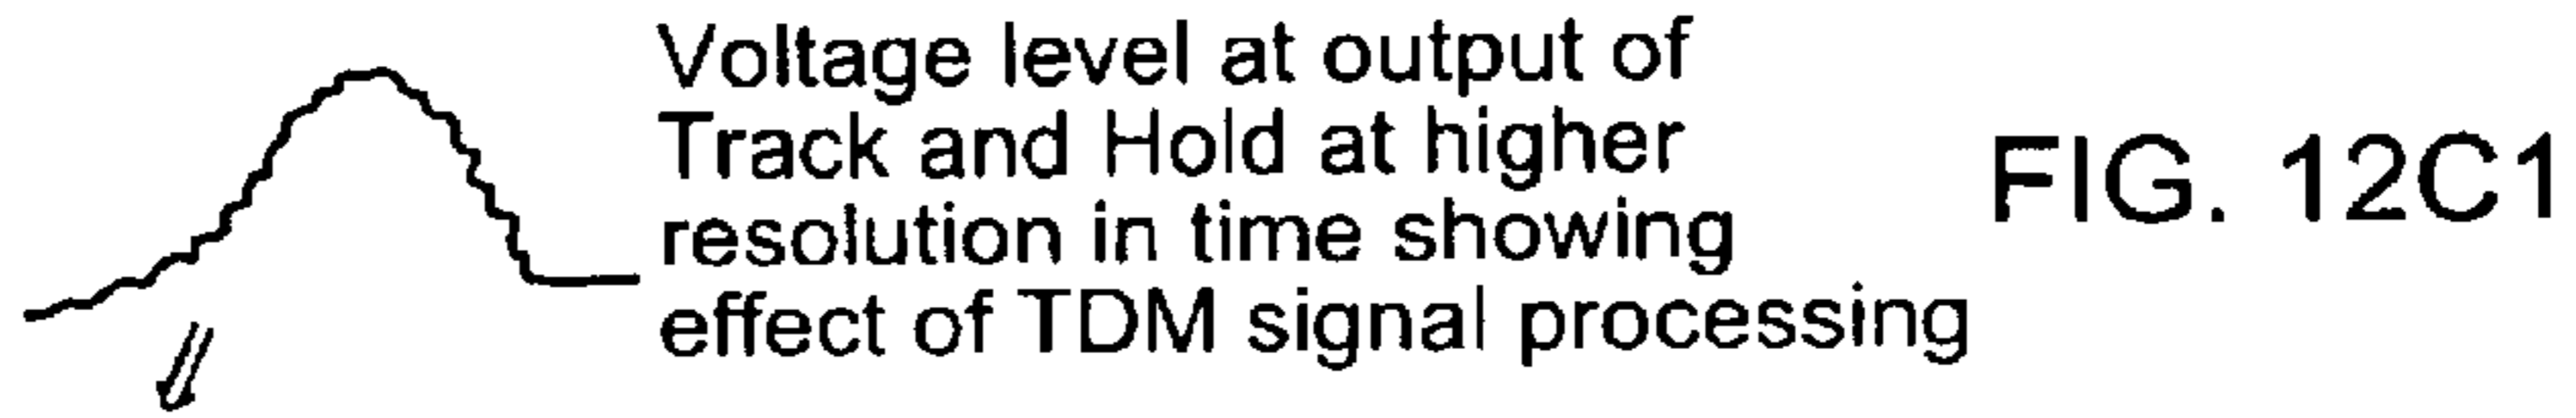 Voltage level at output of
Track and Hold at higher
resolution in time showing
effect of TDM signal processing
FIG. 12C1